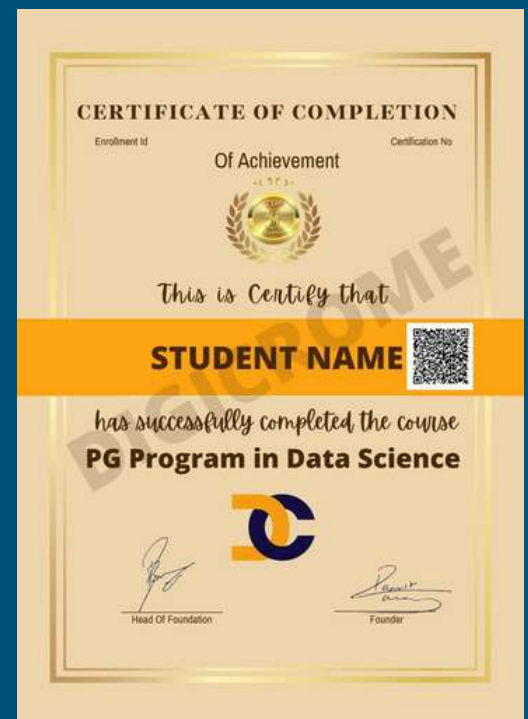 CERTIFICATE OF COMPLETION
Enrollment Id
Certification No
Of Achievement
This is Certify that
STUDENT NAME
has successfully completed the course
PG Program in Data Science
DC
Head Of Foundation
Founder
DIGICROME